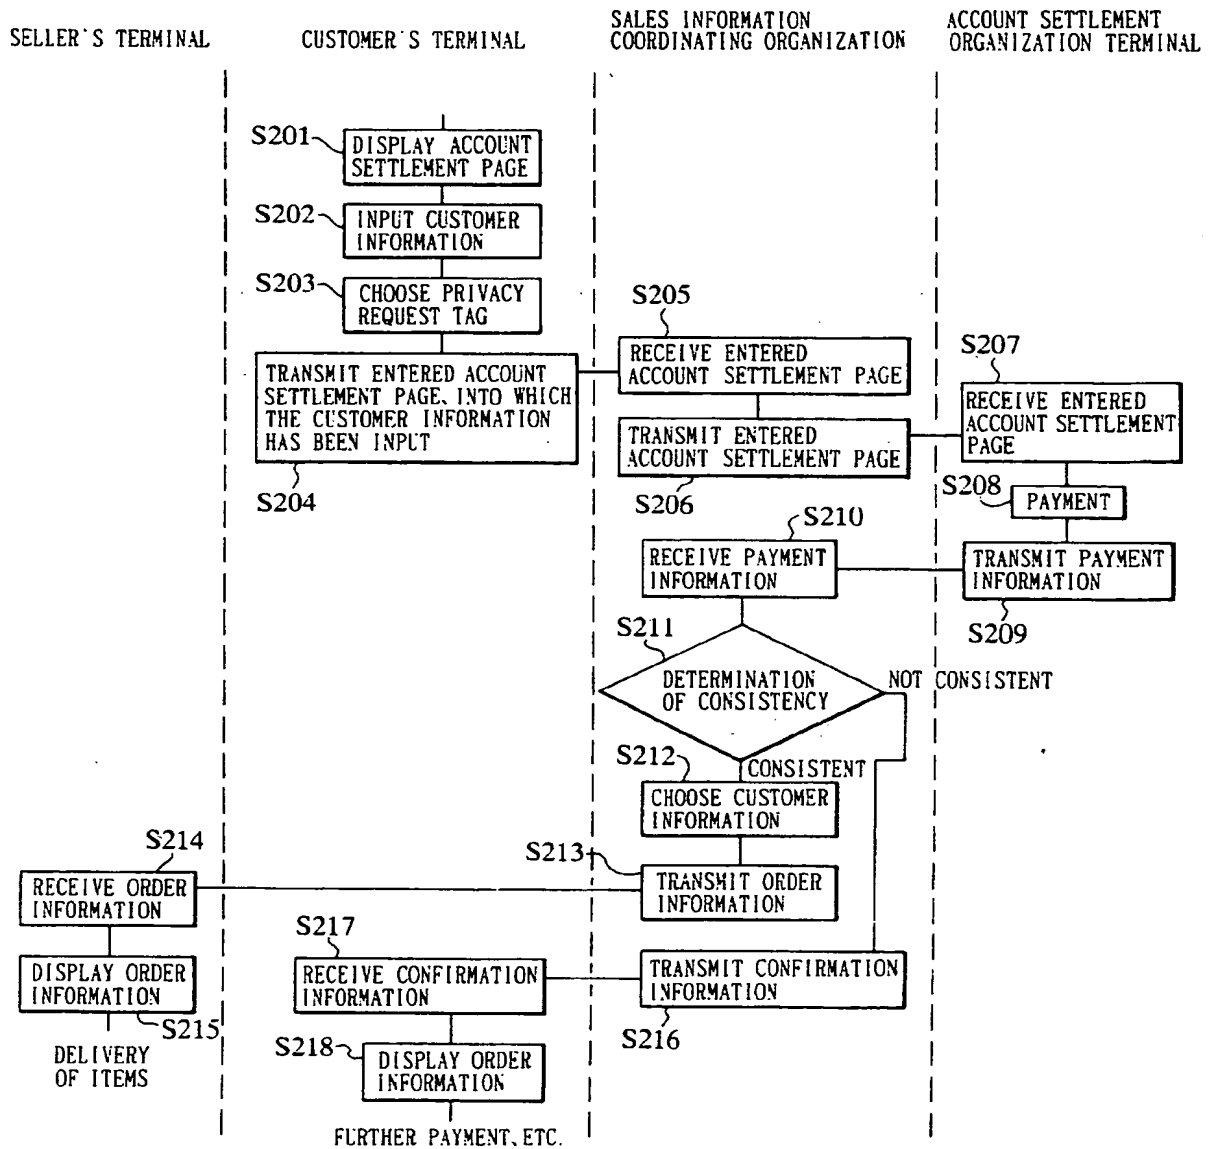 SELLER'S TERMINAL
CUSTOMER'S TERMINAL
SALES INFORMATION
COORDINATING ORGANIZATION
ACCOUNT SETTLEMENT
ORGANIZATION TERMINAL
S201
DISPLAY ACCOUNT
SETTLEMENT PAGE
S202
INPUT CUSTOMER
INFORMATION
S203
CHOOSE PRIVACY
REQUEST TAG
TRANSMIT ENTERED ACCOUNT
SETTLEMENT PAGE, INTO WHICH
THE CUSTOMER INFORMATION
HAS BEEN INPUT
S204
S205
RECEIVE ENTERED
ACCOUNT SETTLEMENT PAGE
TRANSMIT ENTERED
ACCOUNT SETTLEMENT PAGE
S206
S207
RECEIVE ENTERED
ACCOUNT SETTLEMENT
PAGE
S208
PAYMENT
TRANSMIT PAYMENT
INFORMATION
S209
S210
RECEIVE PAYMENT
INFORMATION
S211
DETERMINATION
OF CONSISTENCY
NOT CONSISTENT
CONSISTENT
S212
CHOOSE CUSTOMER
INFORMATION
S213
TRANSMIT ORDER
INFORMATION
S214
RECEIVE ORDER
INFORMATION
DISPLAY ORDER
INFORMATION
S215
DELIVERY
OF ITEMS
TRANSMIT CONFIRMATION
INFORMATION
S216
S217
RECEIVE CONFIRMATION
INFORMATION
S218
DISPLAY ORDER
INFORMATION
FURTHER PAYMENT, ETC.